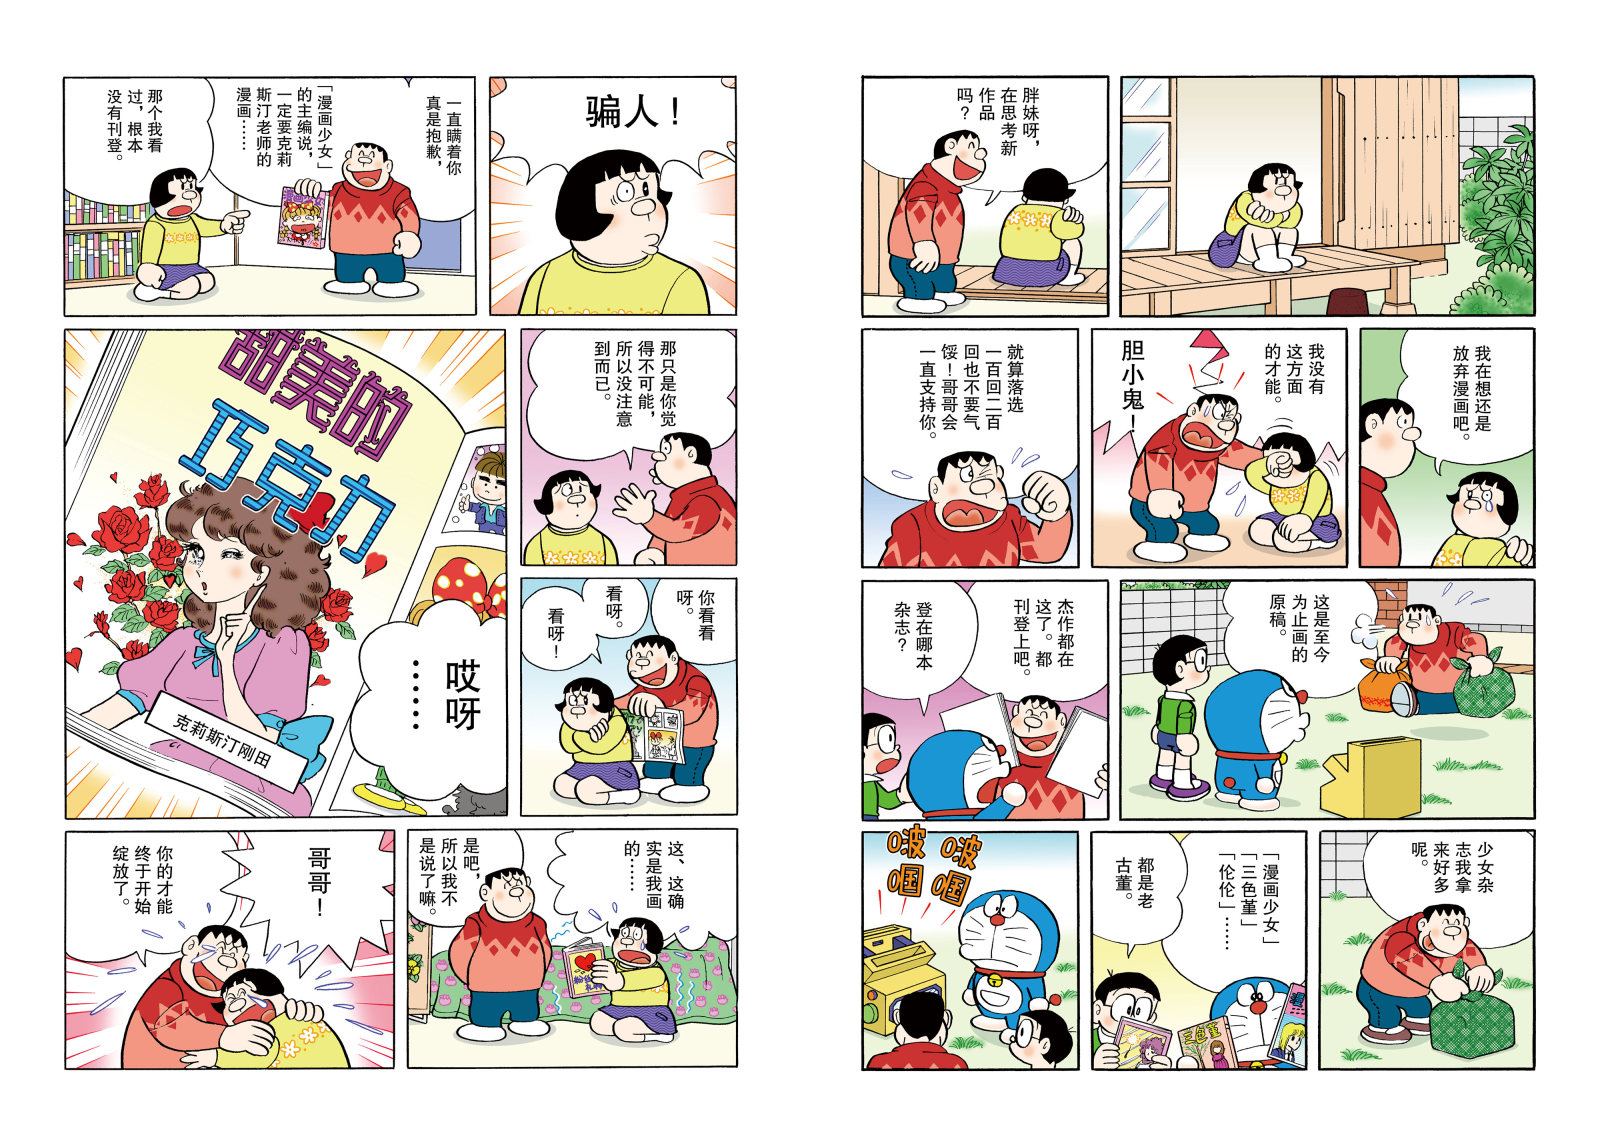 胖妹呀，
在思考新
作品
吗？
我在想还是
放弃漫画吧。
我没有
这方面
的才能。
胆小鬼！
就算落选
一百回二百
回也不要气
馁！哥哥会
一直支持你。
这是至今
为止画的
原稿。
杰作都在
这了。都
刊登上吧。
登在哪本
杂志？
少女杂
志我拿
来好多
呢。
「漫画少女」
「三色堇」
「伦伦」……
三色堇
都是老
古董。
啵啯
啵啯
骗人！
一直瞒着你
真是抱歉，
「漫画少女」
的主编说，
一定要克莉
斯汀老师的
漫画……
漫画少女
那个我看
过，根本
没有刊登。
那只是你觉
得不可能，
所以没注意
到而已。
你看看
呀。
看呀。
看呀！
甜美的
巧克力
克莉斯汀刚田
哎呀
……
这、这确
实是我画
的……
是吧，
所以我不
是说了嘛。
哥哥！
你的才能
终于开始
绽放了。